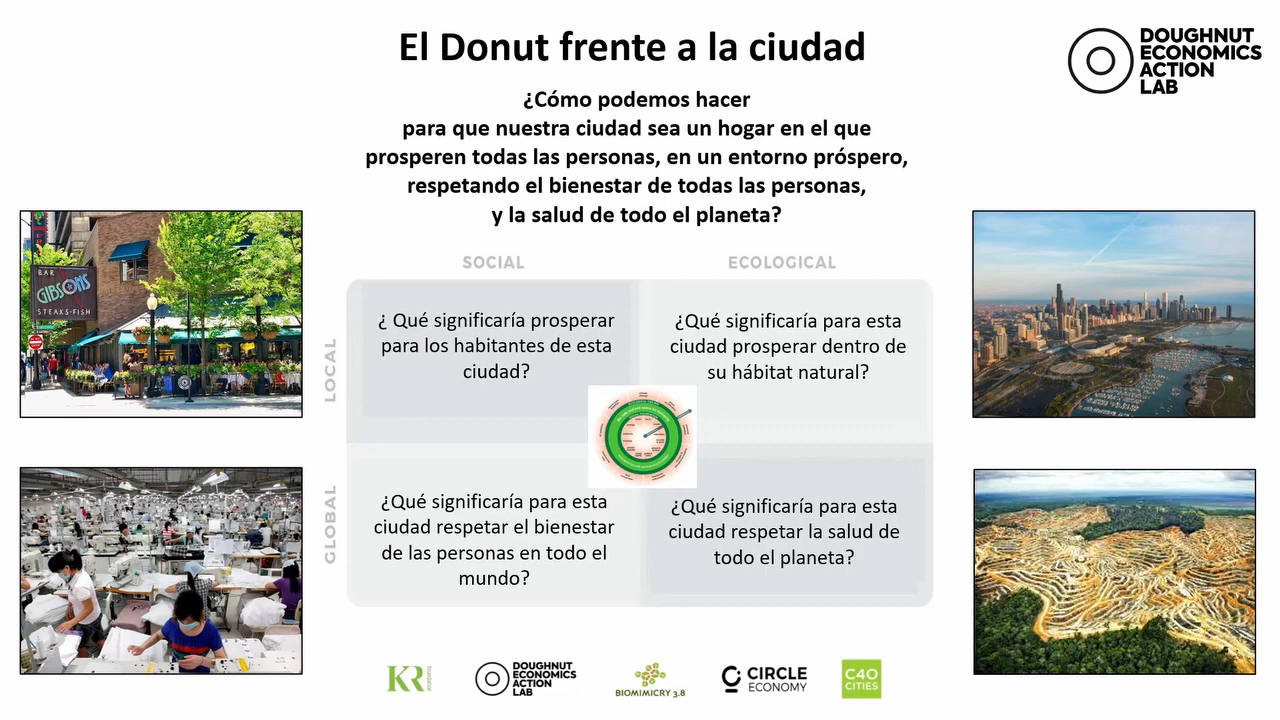 El Donut frente a la ciudad
DOUGHNUT
ECONOMICS
ACTION
LAB
¿Cómo podemos hacer
para que nuestra ciudad sea un hogar en el que
prosperen todas las personas, en un entorno próspero,
respetando el bienestar de todas las personas,
y la salud de todo el planeta?
BAR
GIBSONS
STEAKS·FISH
SOCIAL
ECOLOGICAL
LOCAL
¿ Qué significaría prosperar
para los habitantes de esta
ciudad?
¿Qué significaría para esta
ciudad prosperar dentro de
su hábitat natural?
GLOBAL
¿Qué significaría para esta
ciudad respetar el bienestar
de las personas en todo el
mundo?
¿Qué significaría para esta
ciudad respetar la salud de
todo el planeta?
KR
DOUGHNUT
ECONOMICS
ACTION
LAB
BIOMIMICRY 3.8
CIRCLE
ECONOMY
C40
CITIES